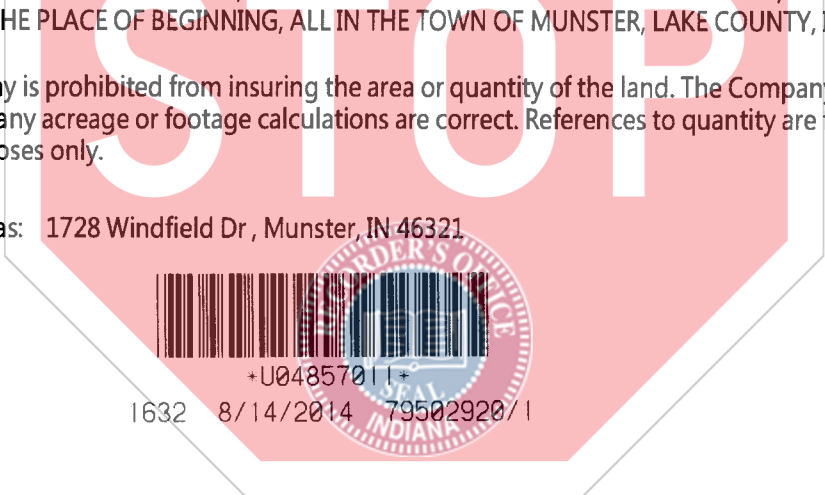 STOP!
HE PLACE OF BEGINNING, ALL IN THE TOWN OF MUNSTER, LAKE COUNTY,
y is prohibited from insuring the area or quantity of the land. The Company
any acreage or footage calculations are correct. References to quantity are
oses only.
as: 1728 Windfield Dr , Munster, IN 46321
RECORDER'S OFFICE
*U04857011*
SEAL
1632 8/14/2014 79502920/1
INDIANA